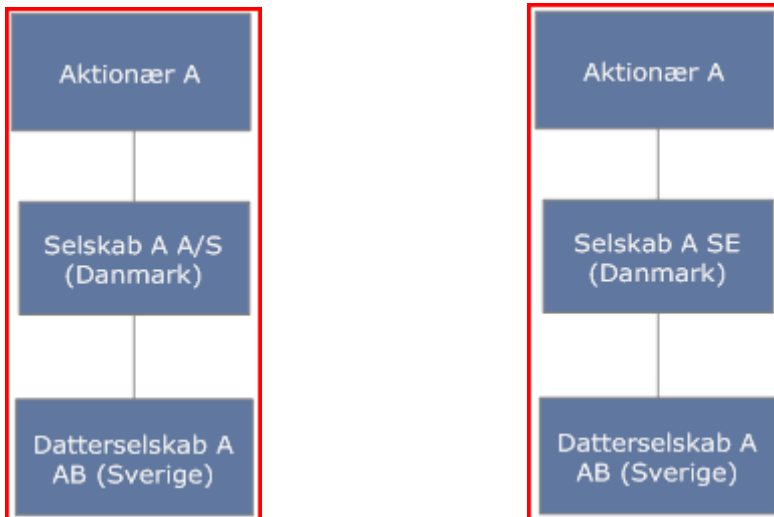 Aktionær A
Selskab A A/S
(Danmark)
Datterselskab A
AB (Sverige)
Aktionær A
Selskab A SE
(Danmark)
Datterselskab A
AB (Sverige)